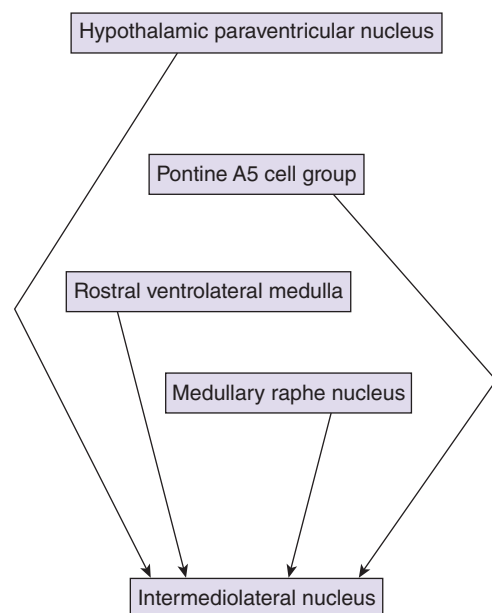 Hypothalamic paraventricular nucleus
Pontine A5 cell group
Rostral ventrolateral medulla
Medullary raphe nucleus
Intermediolateral nucleus